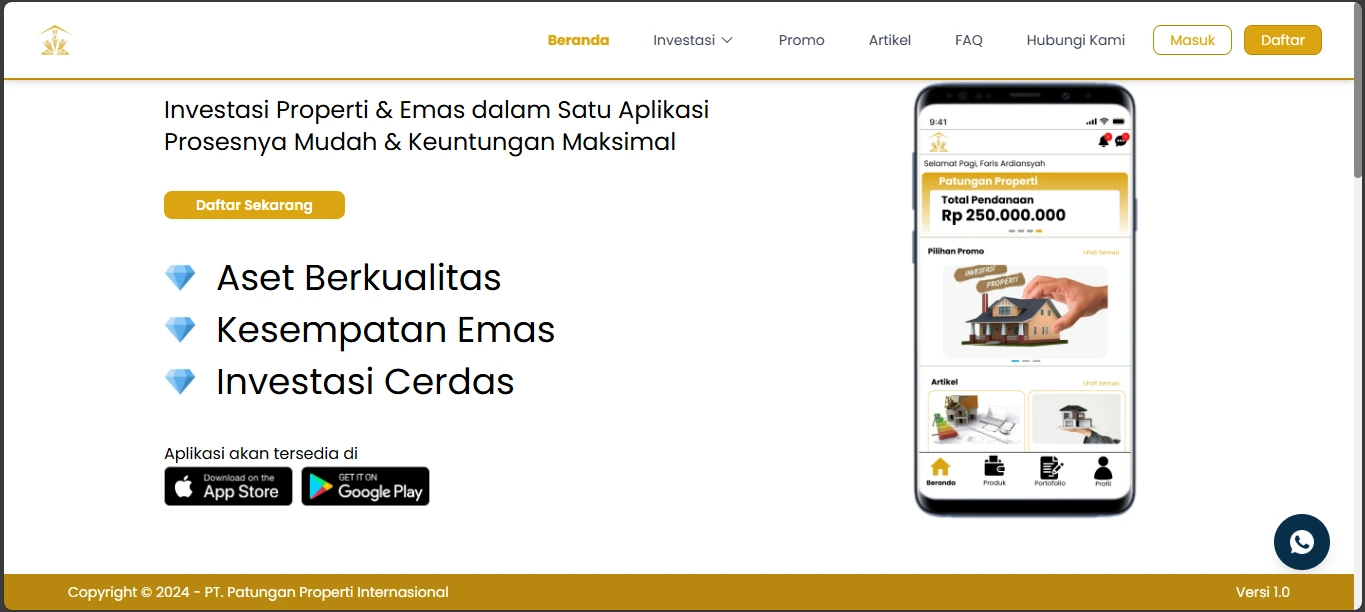 Beranda
Investasi
Promo
Artikel
FAQ
Hubungi Kami
Masuk
Daftar
Investasi Properti & Emas dalam Satu Aplikasi
Prosesnya Mudah & Keuntungan Maksimal
Daftar Sekarang
Aset Berkualitas
Kesempatan Emas
Investasi Cerdas
Aplikasi akan tersedia di
Download on the
App Store
GET IT ON
Google Play
9:41
Selamat Pagi, Faris Ardiansyah
Patungan Properti
Total Pendanaan
Rp 250.000.000
Pilihan Promo
Lihat Semua
INVESTASI
PROPERTI
Artikel
Lihat Semua
Beranda
Produk
Portofolio
Profil
Copyright © 2024 - PT. Patungan Properti Internasional
Versi 1.0